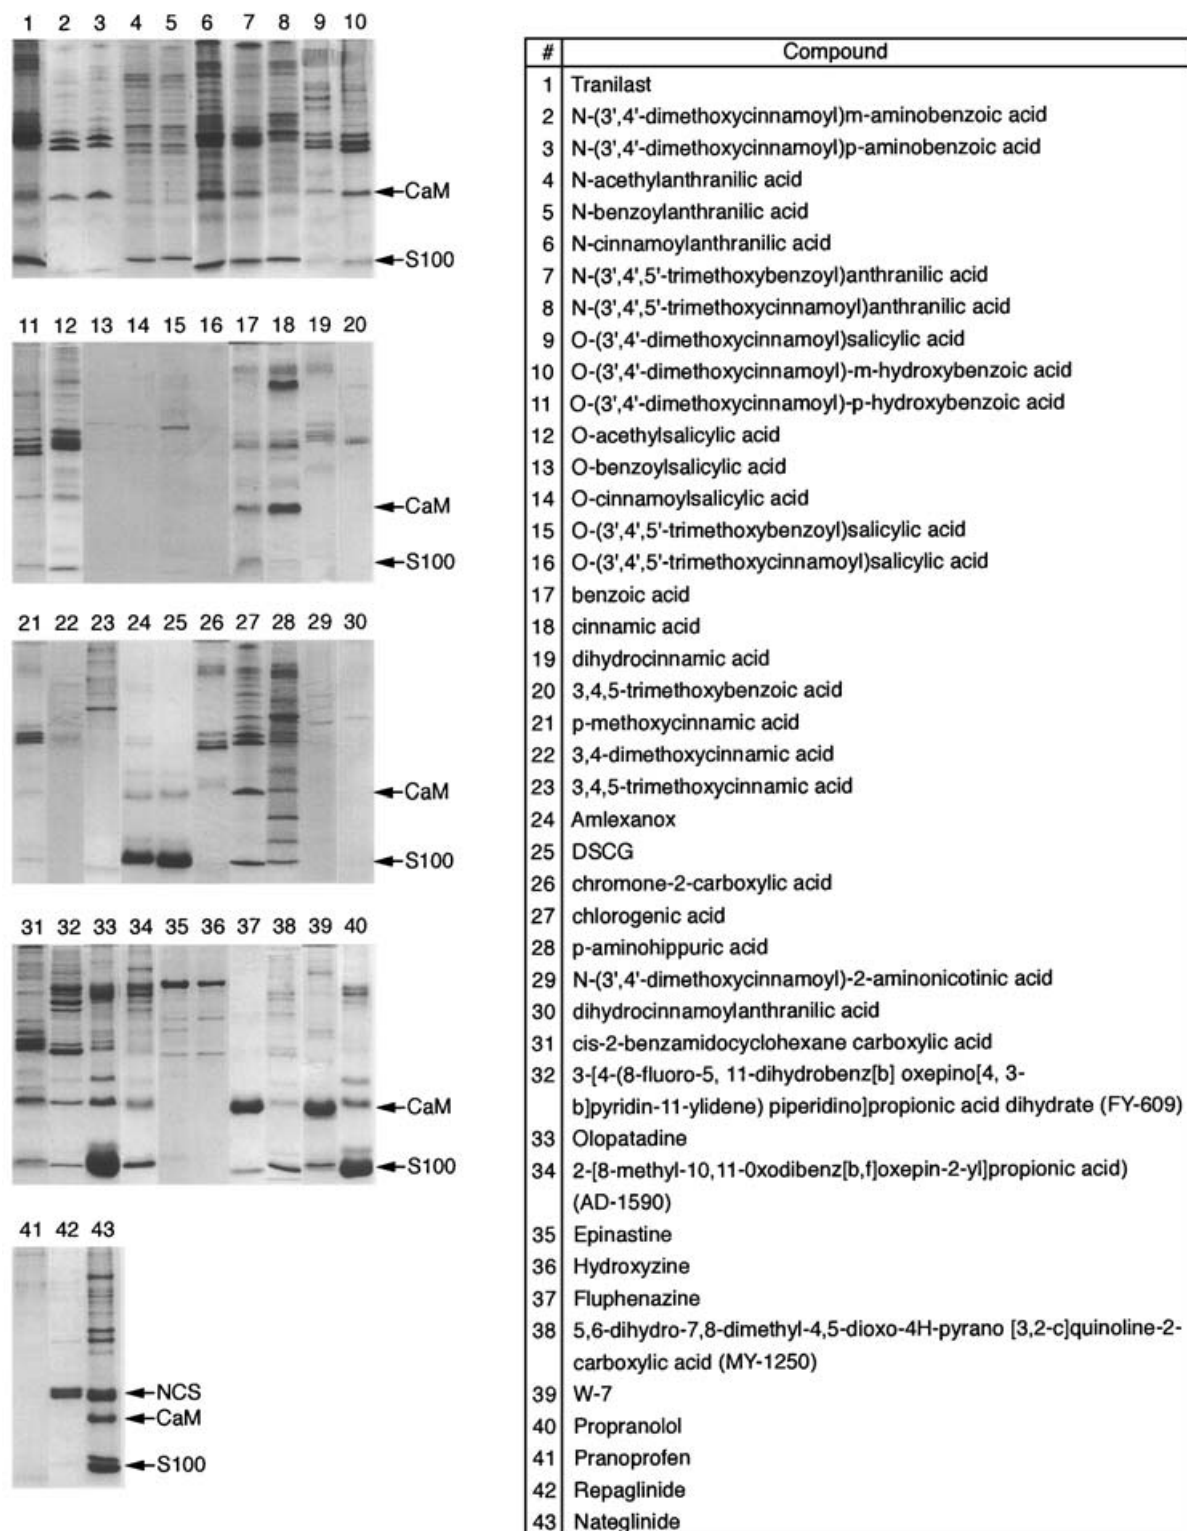 1 2 3 4 5 6 7 8 9 10
CaM
S100
11 12 13 14 15 16 17 18 19 20
CaM
S100
21 22 23 24 25 26 27 28 29 30
CaM
S100
31 32 33 34 35 36 37 38 39 40
CaM
S100
41 42 43
NCS
CaM
S100
# Compound
1 Tranilast
2 N-(3',4'-dimethoxycinnamoyl)m-aminobenzoic acid
3 N-(3',4'-dimethoxycinnamoyl)p-aminobenzoic acid
4 N-acethylanthranilic acid
5 N-benzoylanthranilic acid
6 N-cinnamoylanthranilic acid
7 N-(3',4',5'-trimethoxybenzoyl)anthranilic acid
8 N-(3',4',5'-trimethoxycinnamoyl)anthranilic acid
9 O-(3',4'-dimethoxycinnamoyl)salicylic acid
10 O-(3',4'-dimethoxycinnamoyl)-m-hydroxybenzoic acid
11 O-(3',4'-dimethoxycinnamoyl)-p-hydroxybenzoic acid
12 O-acethylsalicylic acid
13 O-benzoylsalicylic acid
14 O-cinnamoylsalicylic acid
15 O-(3',4',5'-trimethoxybenzoyl)salicylic acid
16 O-(3',4',5'-trimethoxycinnamoyl)salicylic acid
17 benzoic acid
18 cinnamic acid
19 dihydrocinnamic acid
20 3,4,5-trimethoxybenzoic acid
21 p-methoxycinnamic acid
22 3,4-dimethoxycinnamic acid
23 3,4,5-trimethoxycinnamic acid
24 Amlexanox
25 DSCG
26 chromone-2-carboxylic acid
27 chlorogenic acid
28 p-aminohippuric acid
29 N-(3',4'-dimethoxycinnamoyl)-2-aminonicotinic acid
30 dihydrocinnamoylanthranilic acid
31 cis-2-benzamidocyclohexane carboxylic acid
32 3-[4-(8-fluoro-5, 11-dihydrobenz[b] oxepino[4, 3-
b]pyridin-11-ylidene) piperidino]propionic acid dihydrate (FY-609)
33 Olopatadine
34 2-[8-methyl-10,11-0xodibenz[b,f]oxepin-2-yl]propionic acid)
(AD-1590)
35 Epinastine
36 Hydroxyzine
37 Fluphenazine
38 5,6-dihydro-7,8-dimethyl-4,5-dioxo-4H-pyrano [3,2-c]quinoline-2-
carboxylic acid (MY-1250)
39 W-7
40 Propranolol
41 Pranoprofen
42 Repaglinide
43 Nateglinide